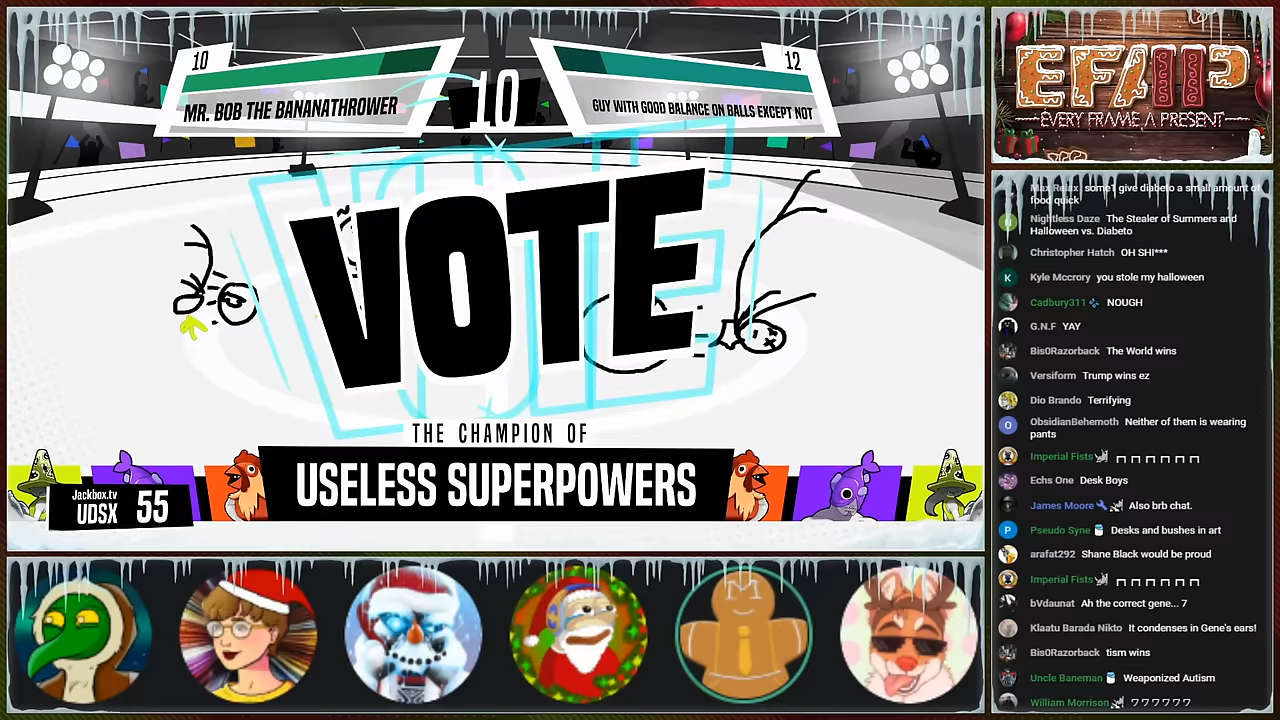 10
MR. BOB THE BANANATHROWER
10
12
GUY WITH GOOD BALANCE ON BALLS EXCEPT NOT
VOTE
THE CHAMPION OF
USELESS SUPERPOWERS
Jackbox.tv
UDSX
55
EFAP
EVERY FRAME A PRESENT
Max Relax some1 give diabeto a small amount of
food quick
N
Nightless Daze The Stealer of Summers and
Halloween vs. Diabeto
Christopher Hatch OH SHI***
K
Kyle Mccrory you stole my halloween
Cadbury311 NOUGH
G.N.F YAY
Bis0Razorback The World wins
Versiform Trump wins ez
Dio Brando Terrifying
O
ObsidianBehemoth Neither of them is wearing
pants
Imperial Fists ┏┓┏┓┏┓┏┓┏┓┏┓
Echs One Desk Boys
James Moore Also brb chat.
P
Pseudo Syne Desks and bushes in art
arafat292 Shane Black would be proud
Imperial Fists ┏┓┏┓┏┓┏┓┏┓┏┓
bVdaunat Ah the correct gene... 7
Klaatu Barada Nikto It condenses in Gene's ears!
Bis0Razorback tism wins
Uncle Baneman Weaponized Autism
William Morrison ワワワワワワ